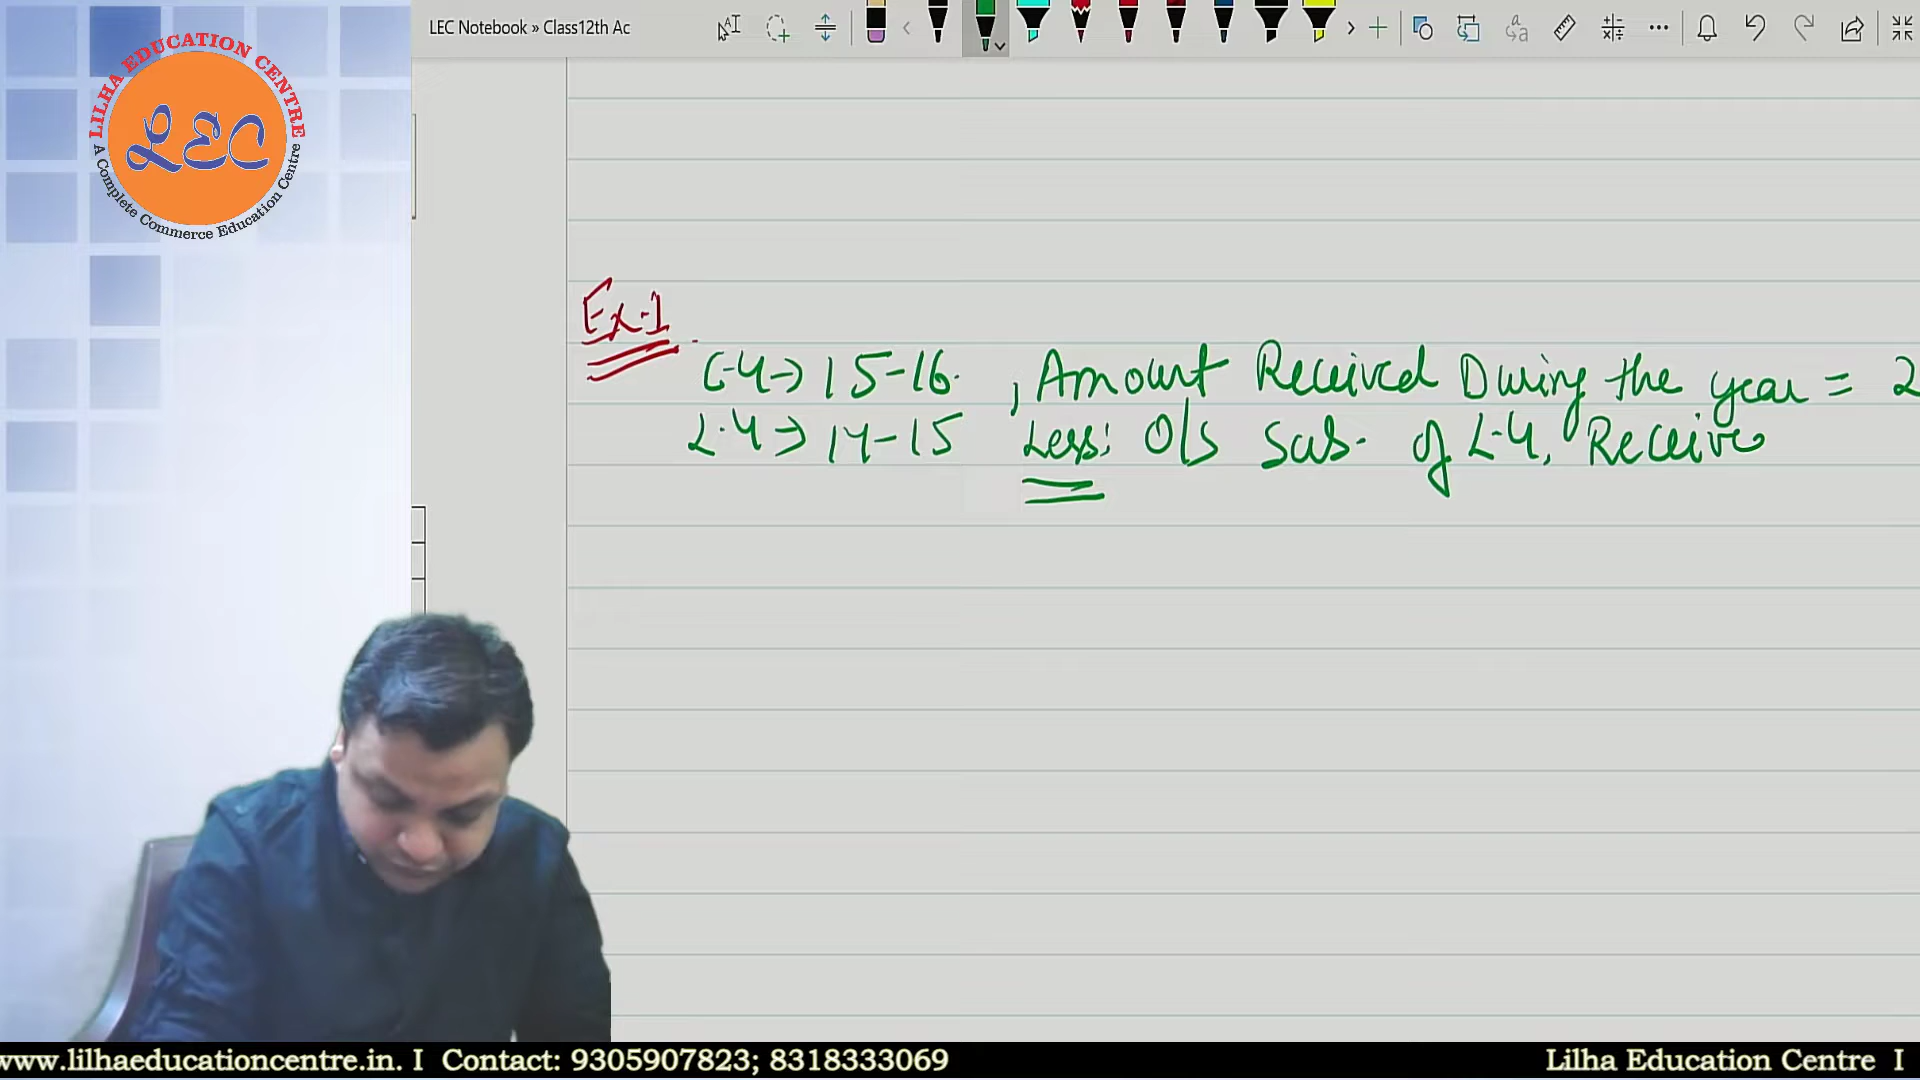 LILHA EDUCATION CENTRE
LEC
A Complete Commerce Education Centre
LEC Notebook » Class12th Ac
Ex-1
C-Y → 15-16. , Amount Received During the year = 2
L.Y → 14-15 Less: O/s Sub. of L-Y, Receive
www.lilhaeducationcentre.in. I Contact: 9305907823; 8318333069
Lilha Education Centre I